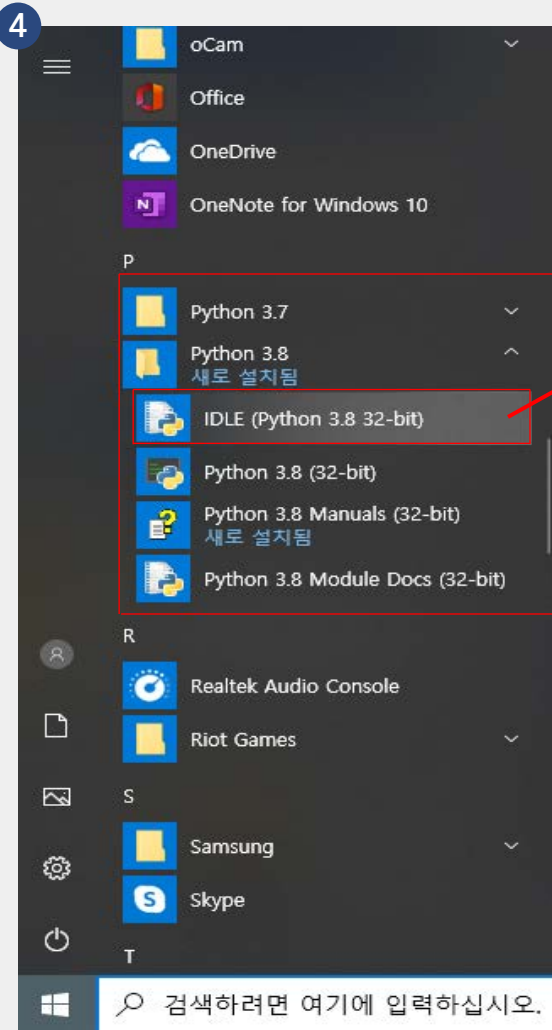 4
oCam
Office
OneDrive
OneNote for Windows 10
P
Python 3.7
Python 3.8
새로 설치됨
IDLE (Python 3.8 32-bit)
Python 3.8 (32-bit)
Python 3.8 Manuals (32-bit)
새로 설치됨
Python 3.8 Module Docs (32-bit)
R
Realtek Audio Console
Riot Games
S
Samsung
Skype
T
검색하려면 여기에 입력하십시오.